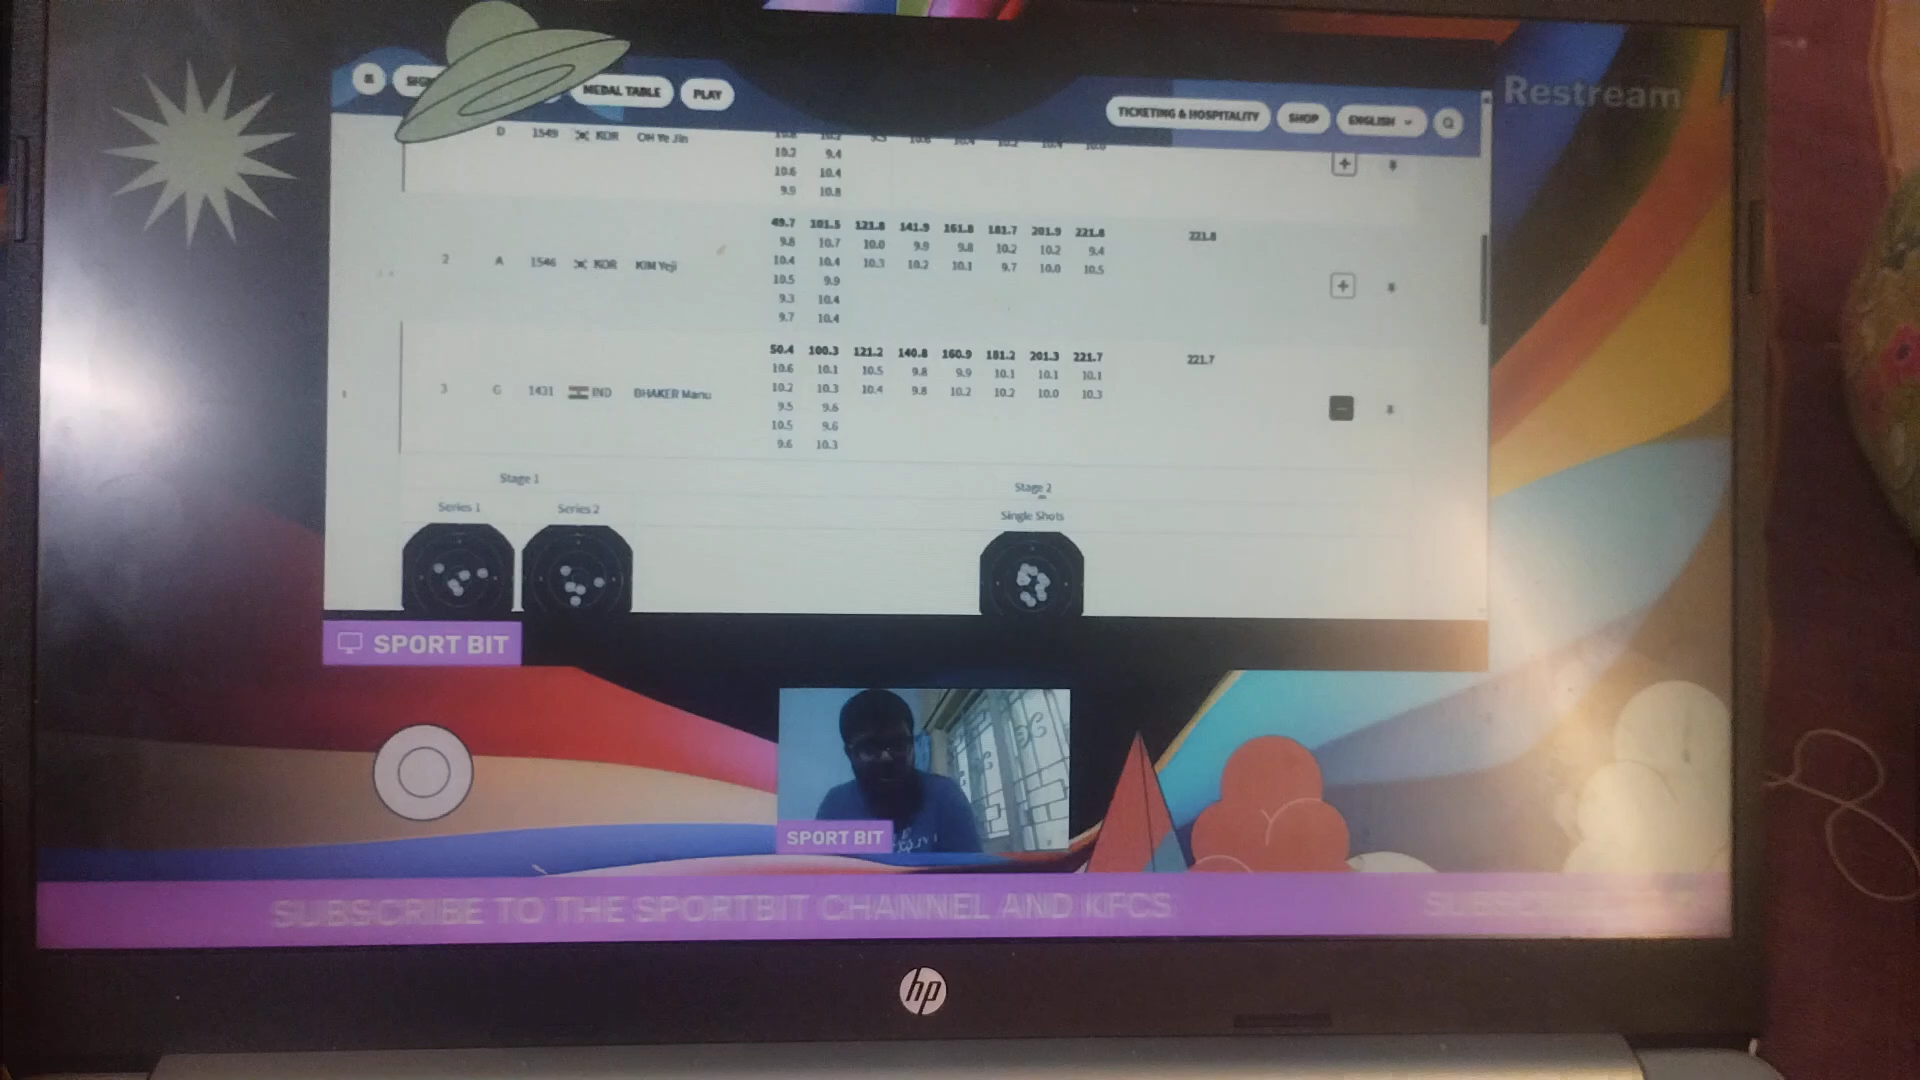 Restream
MEDAL TABLE
PLAY
TICKETING & HOSPITALITY
SHOP
ENGLISH
D 1549 KOR OH Ye Jin
10.2 9.4
10.6 10.4
9.9 10.8
49.7 101.5 121.8 141.9 161.8 181.7 201.9 221.8 221.8
9.8 10.7 10.0 9.9 9.8 10.2 10.2 9.4
2 A 1546 KOR KIM Yeji
10.4 10.4 10.3 10.2 10.1 9.7 10.0 10.5
10.5 9.9
9.3 10.4
9.7 10.4
50.4 100.3 121.2 140.8 160.9 181.2 201.3 221.7 221.7
10.6 10.1 10.5 9.8 9.9 10.1 10.1 10.1
3 G 1431 IND BHAKER Manu
10.2 10.3 10.4 9.8 10.2 10.2 10.0 10.3
9.5 9.6
10.5 9.6
9.6 10.3
Stage 1
Stage 2
Series 1
Series 2
Single Shots
SPORT BIT
SPORT BIT
SUBSCRIBE TO THE SPORTBIT CHANNEL AND KFCS
hp